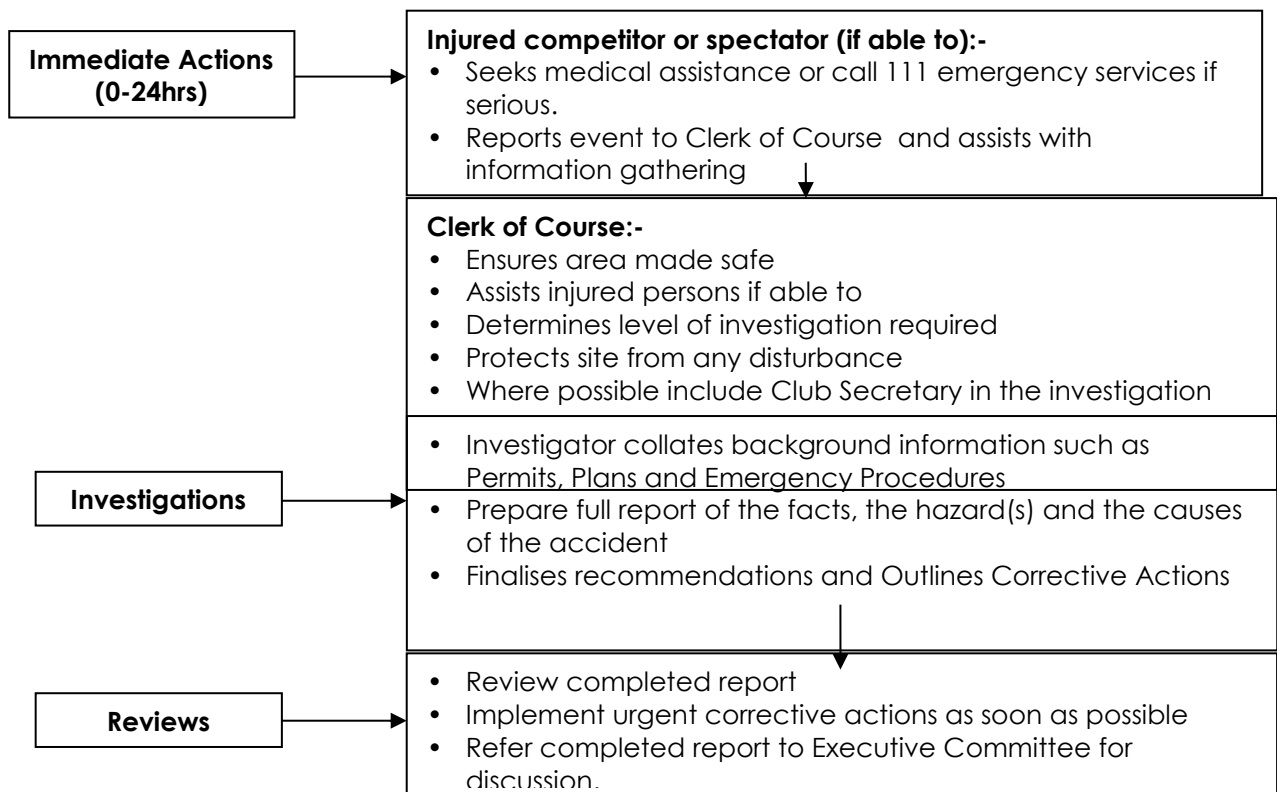 Immediate Actions
(0-24hrs)
Injured competitor or spectator (if able to):-
• Seeks medical assistance or call 111 emergency services if
serious.
• Reports event to Clerk of Course  and assists with
information gathering
Clerk of Course:-
• Ensures area made safe
• Assists injured persons if able to
• Determines level of investigation required
• Protects site from any disturbance
• Where possible include Club Secretary in the investigation
Investigations
• Investigator collates background information such as
Permits, Plans and Emergency Procedures
• Prepare full report of the facts, the hazard(s) and the causes
of the accident
• Finalises recommendations and Outlines Corrective Actions
Reviews
• Review completed report
• Implement urgent corrective actions as soon as possible
• Refer completed report to Executive Committee for
discussion.